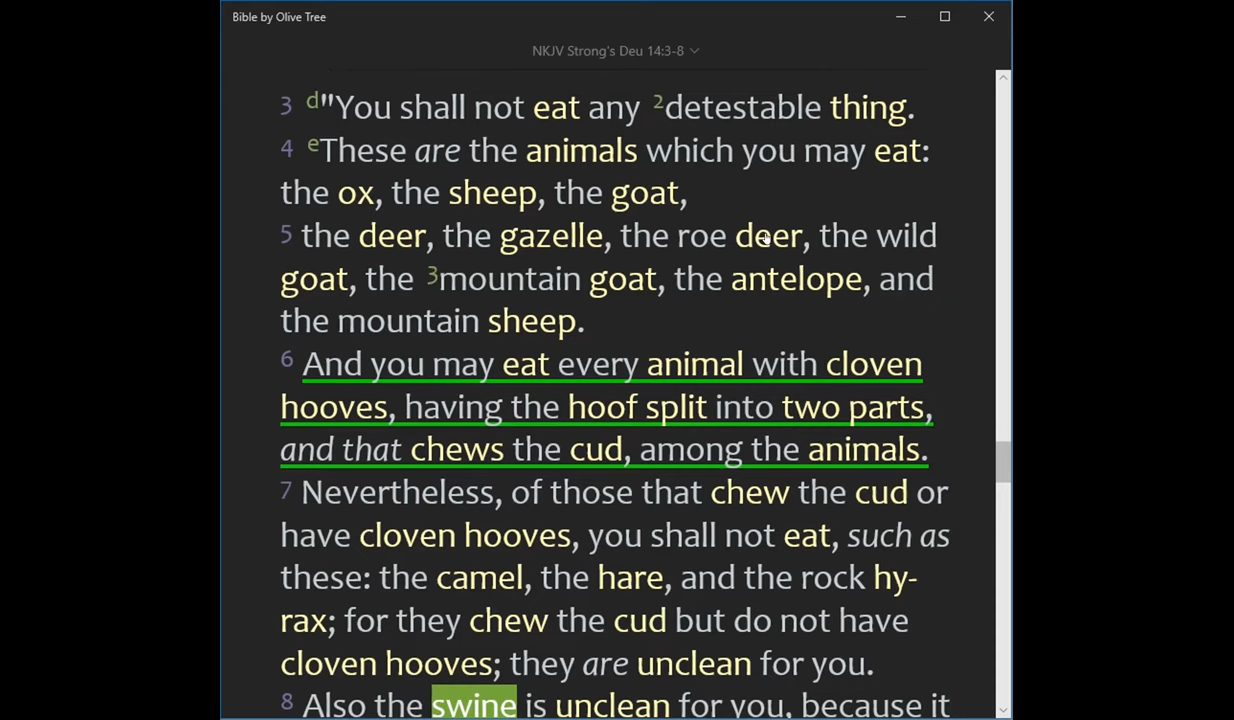 Bible by Olive Tree
NKJV Strong's Deu 14:3-8
3 d"You shall not eat any 2detestable thing.
4 eThese are the animals which you may eat:
the ox, the sheep, the goat,
5 the deer, the gazelle, the roe deer, the wild
goat, the 3mountain goat, the antelope, and
the mountain sheep.
6 And you may eat every animal with cloven
hooves, having the hoof split into two parts,
and that chews the cud, among the animals.
7 Nevertheless, of those that chew the cud or
have cloven hooves, you shall not eat, such as
these: the camel, the hare, and the rock hy-
rax; for they chew the cud but do not have
cloven hooves; they are unclean for you.
8 Also the swine is unclean for you, because it